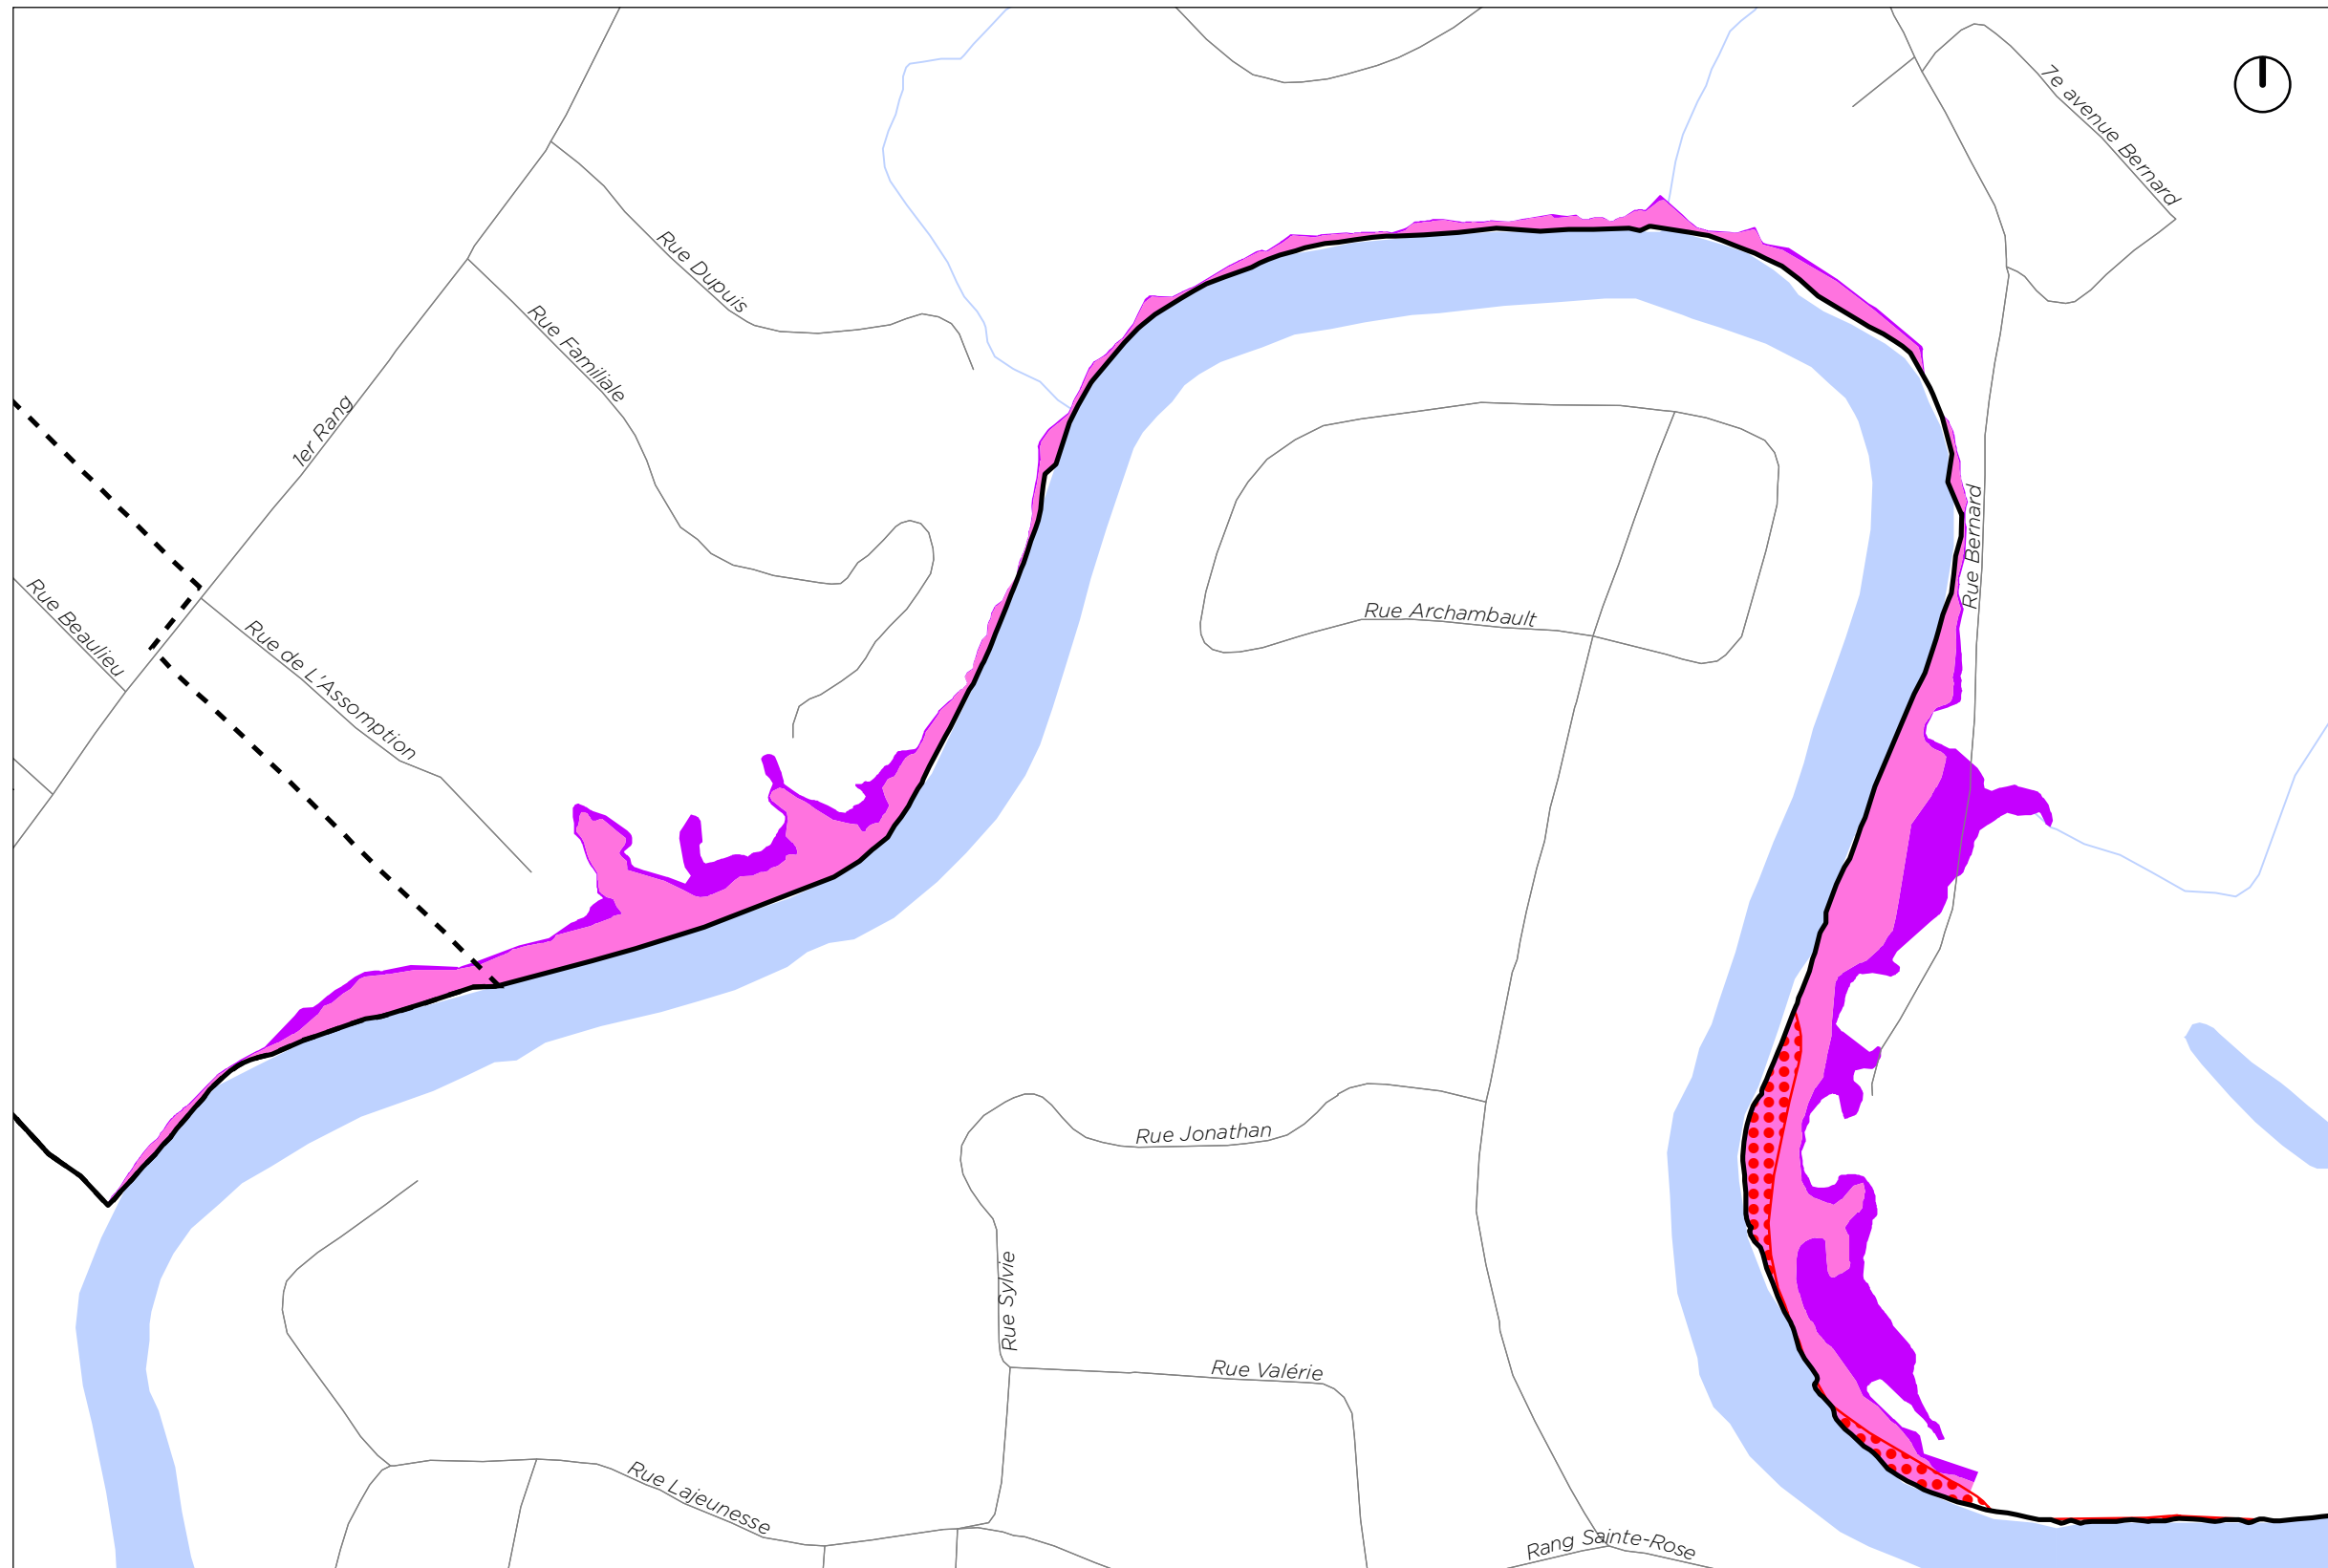 7e avenue Bernard
Rue Dupuis
Rue Familiale
1er Rang
Rue Bernard
Rue Beaulieu
Rue de L'Assomption
Rue Archambault
Rue Jonathan
Rue Sylvie
Rue Valérie
Rue Lajeunesse
Rang Sainte-Rose